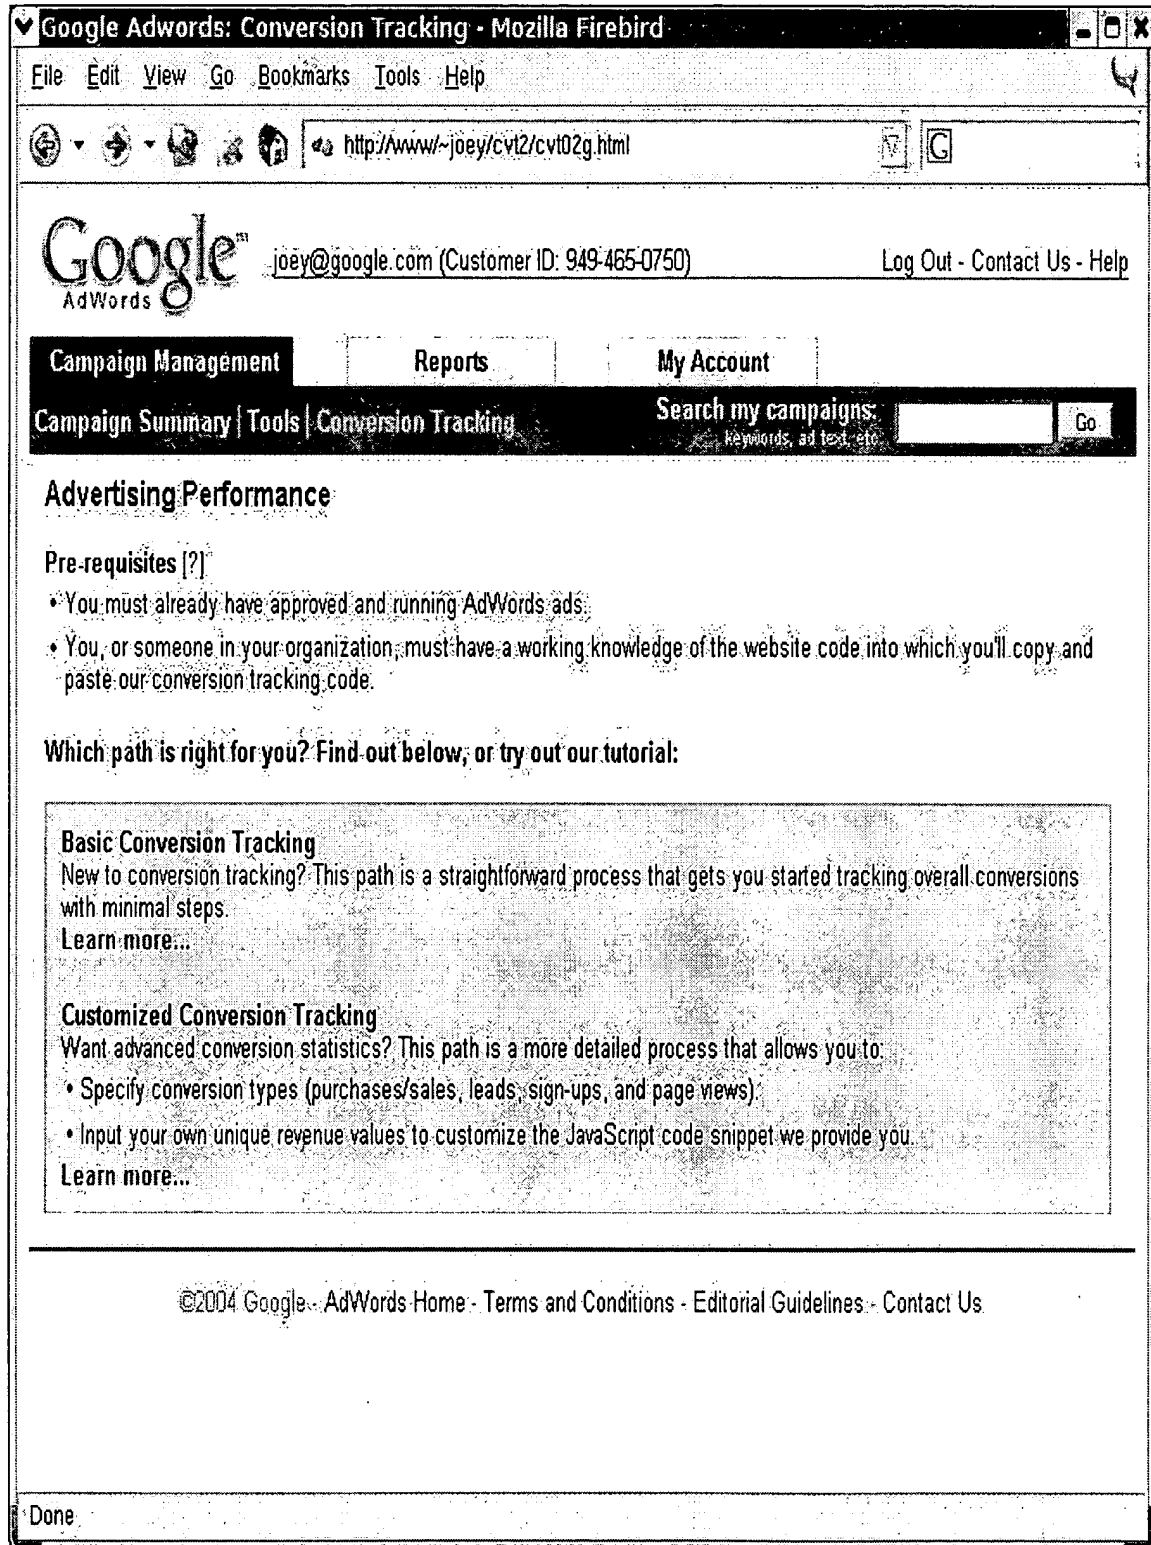 Google Adwords: Conversion Tracking - Mozilla Firebird
File Edit View Go Bookmarks Tools Help
http://www/~joey/cvt2/cvt02g.html G
Google™
AdWords
joey@google.com (Customer ID: 949-465-0750) Log Out - Contact Us - Help
Campaign Management Reports My Account
Campaign Summary | Tools | Conversion Tracking Search my campaigns: Go
keywords, ad text, etc
Advertising Performance
Pre-requisites [?]
• You must already have approved and running AdWords ads.
• You, or someone in your organization, must have a working knowledge of the website code into which you'll copy and
paste our conversion tracking code.
Which path is right for you? Find out below, or try out our tutorial:
Basic Conversion Tracking
New to conversion tracking? This path is a straightforward process that gets you started tracking overall conversions
with minimal steps.
Learn more...
Customized Conversion Tracking
Want advanced conversion statistics? This path is a more detailed process that allows you to:
• Specify conversion types (purchases/sales, leads, sign-ups, and page views).
• Input your own unique revenue values to customize the JavaScript code snippet we provide you.
Learn more...
©2004 Google - AdWords Home - Terms and Conditions - Editorial Guidelines - Contact Us
Done